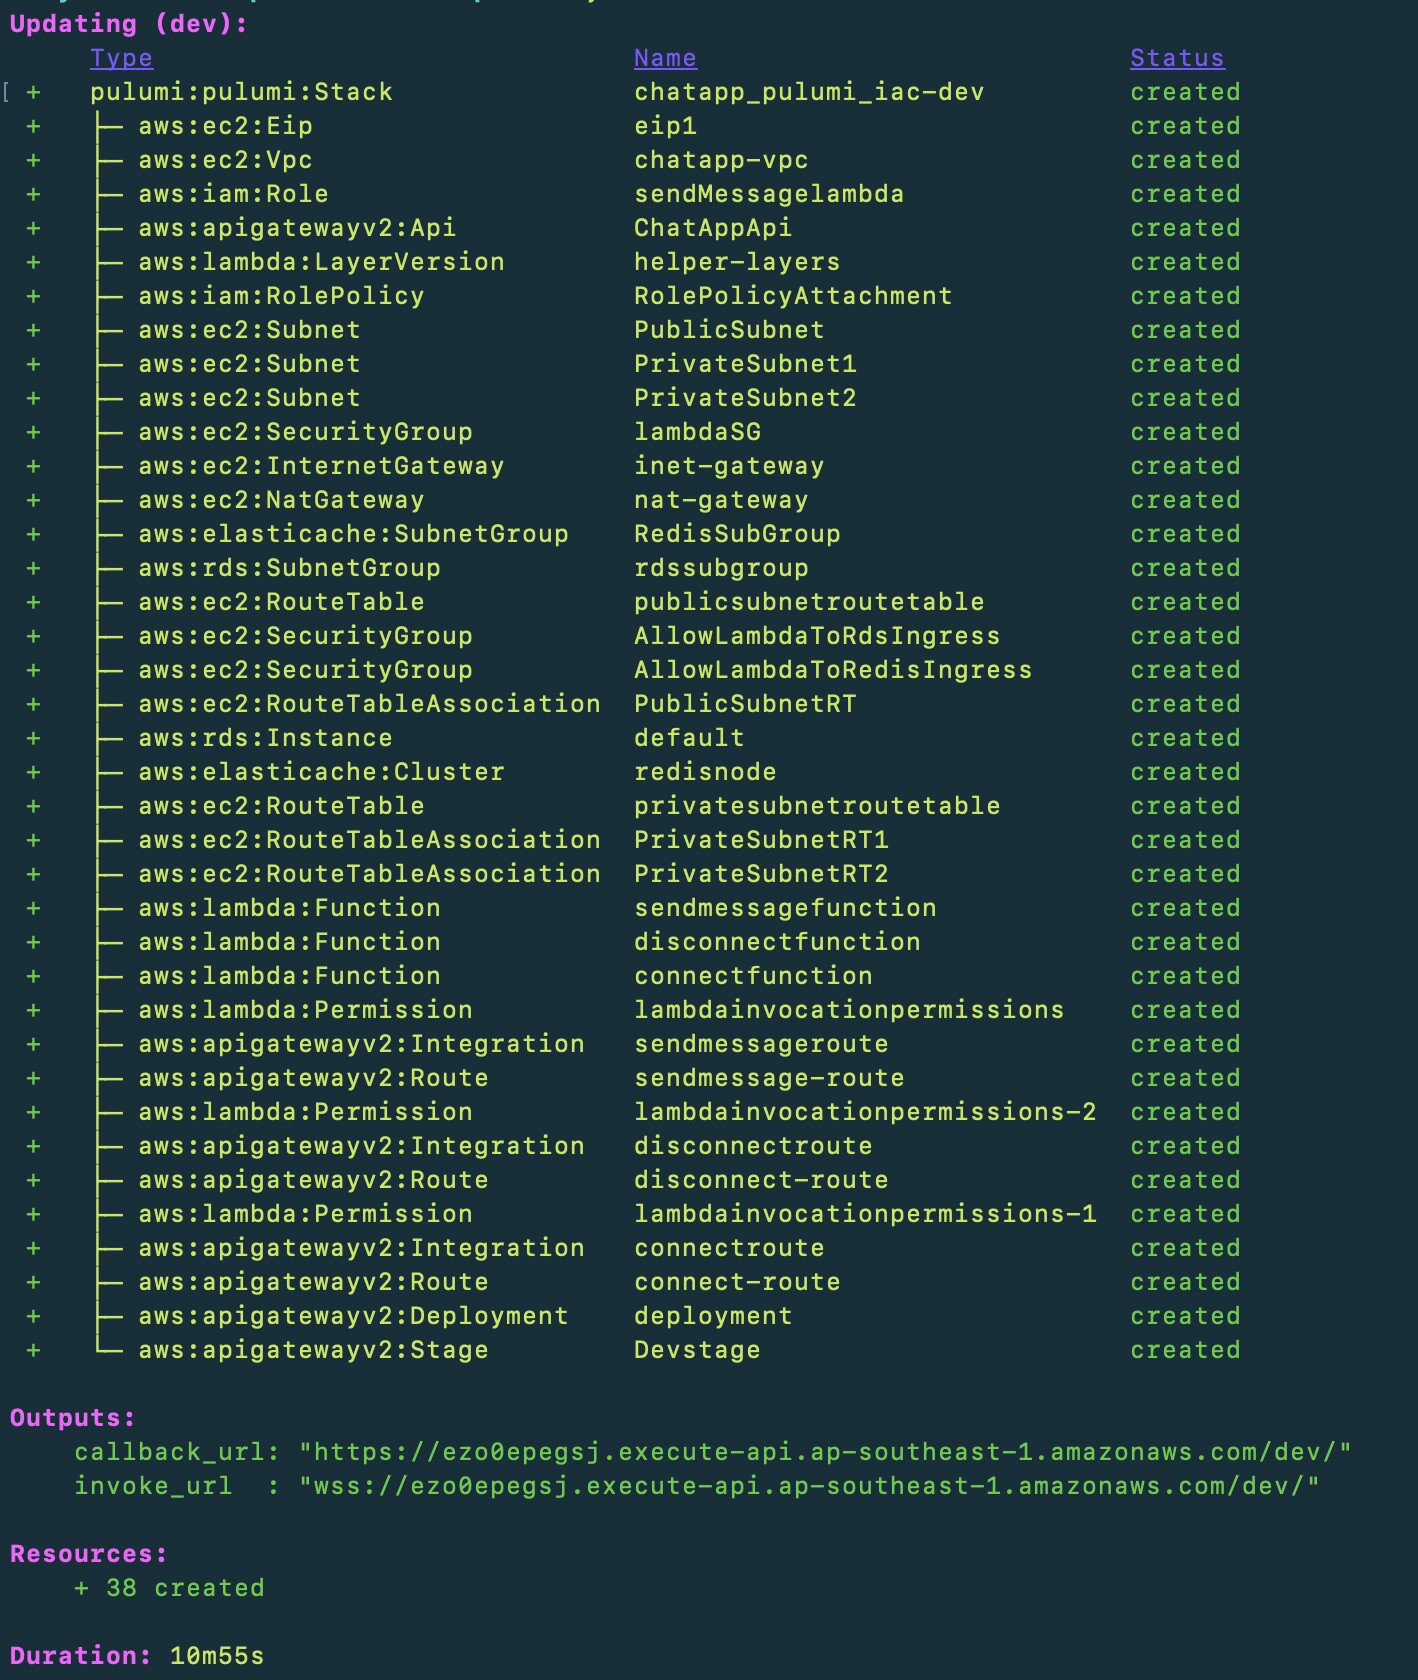 Updating (dev):
Type Name Status
[ + pulumi:pulumi:Stack chatapp_pulumi_iac-dev created
+ ├─ aws:ec2:Eip eip1 created
+ ├─ aws:ec2:Vpc chatapp-vpc created
+ ├─ aws:iam:Role sendMessagelambda created
+ ├─ aws:apigatewayv2:Api ChatAppApi created
+ ├─ aws:lambda:LayerVersion helper-layers created
+ ├─ aws:iam:RolePolicy RolePolicyAttachment created
+ ├─ aws:ec2:Subnet PublicSubnet created
+ ├─ aws:ec2:Subnet PrivateSubnet1 created
+ ├─ aws:ec2:Subnet PrivateSubnet2 created
+ ├─ aws:ec2:SecurityGroup lambdaSG created
+ ├─ aws:ec2:InternetGateway inet-gateway created
+ ├─ aws:ec2:NatGateway nat-gateway created
+ ├─ aws:elasticache:SubnetGroup RedisSubGroup created
+ ├─ aws:rds:SubnetGroup rdssubgroup created
+ ├─ aws:ec2:RouteTable publicsubnetroutetable created
+ ├─ aws:ec2:SecurityGroup AllowLambdaToRdsIngress created
+ ├─ aws:ec2:SecurityGroup AllowLambdaToRedisIngress created
+ ├─ aws:ec2:RouteTableAssociation PublicSubnetRT created
+ ├─ aws:rds:Instance default created
+ ├─ aws:elasticache:Cluster redisnode created
+ ├─ aws:ec2:RouteTable privatesubnetroutetable created
+ ├─ aws:ec2:RouteTableAssociation PrivateSubnetRT1 created
+ ├─ aws:ec2:RouteTableAssociation PrivateSubnetRT2 created
+ ├─ aws:lambda:Function sendmessagefunction created
+ ├─ aws:lambda:Function disconnectfunction created
+ ├─ aws:lambda:Function connectfunction created
+ ├─ aws:lambda:Permission lambdainvocationpermissions created
+ ├─ aws:apigatewayv2:Integration sendmessageroute created
+ ├─ aws:apigatewayv2:Route sendmessage-route created
+ ├─ aws:lambda:Permission lambdainvocationpermissions-2 created
+ ├─ aws:apigatewayv2:Integration disconnectroute created
+ ├─ aws:apigatewayv2:Route disconnect-route created
+ ├─ aws:lambda:Permission lambdainvocationpermissions-1 created
+ ├─ aws:apigatewayv2:Integration connectroute created
+ ├─ aws:apigatewayv2:Route connect-route created
+ ├─ aws:apigatewayv2:Deployment deployment created
+ └─ aws:apigatewayv2:Stage Devstage created
Outputs:
callback_url: "https://ezo0epegsj.execute-api.ap-southeast-1.amazonaws.com/dev/"
invoke_url : "wss://ezo0epegsj.execute-api.ap-southeast-1.amazonaws.com/dev/"
Resources:
+ 38 created
Duration: 10m55s